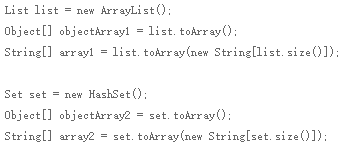 List list = new ArrayList();
Object[] objectArray1 = list.toArray();
String[] array1 = list.toArray(new String[list.size()]);
Set set = new HashSet();
Object[] objectArray2 = set.toArray();
String[] array2 = set.toArray(new String[set.size()]);